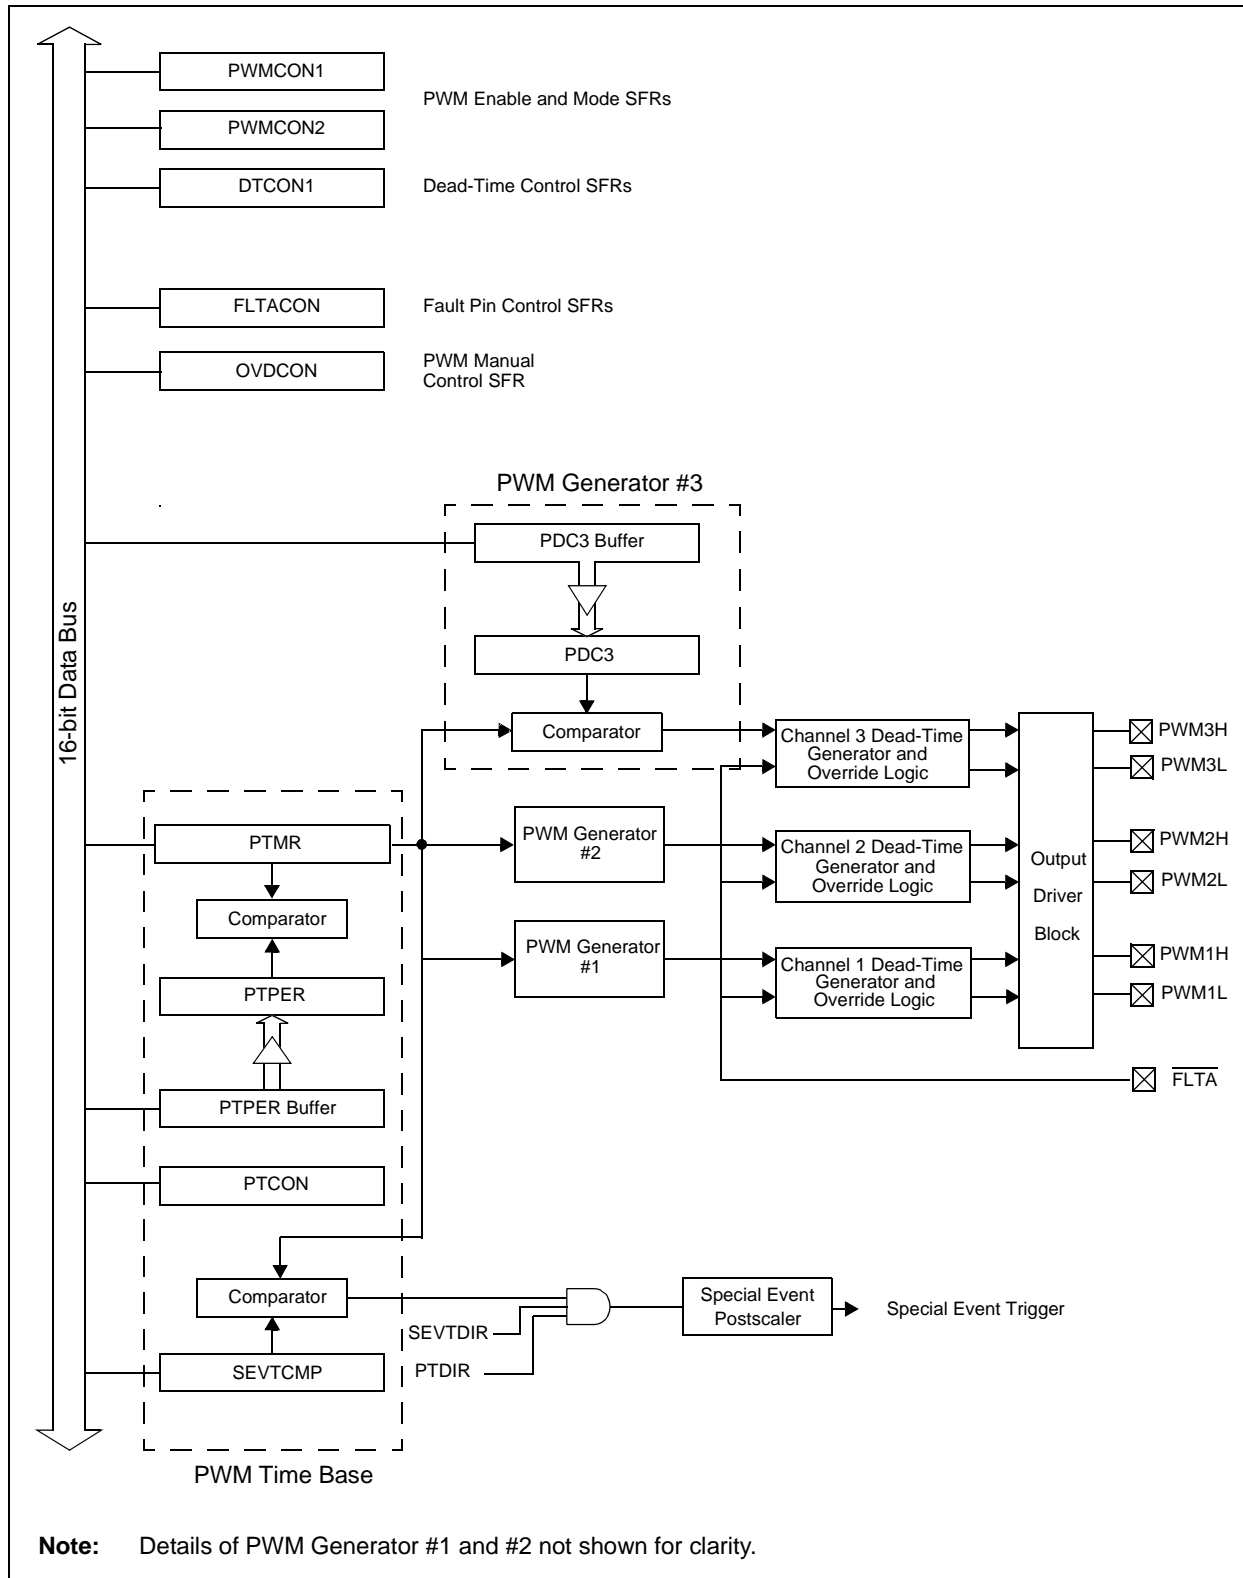 PWMCON1
PWM Enable and Mode SFRs
PWMCON2
DTCON1
Dead-Time Control SFRs
FLTACON
Fault Pin Control SFRs
OVDCON
PWM Manual
Control SFR
16-bit Data Bus
PWM Generator #3
PDC3 Buffer
PDC3
Comparator
Channel 3 Dead-Time
Generator and
Override Logic
PWM3H
PWM3L
PTMR
PWM Generator
#2
Channel 2 Dead-Time
Generator and
Override Logic
PWM2H
PWM2L
Output
Driver
Block
Comparator
PWM Generator
#1
Channel 1 Dead-Time
Generator and
Override Logic
PWM1H
PWM1L
PTPER
FLTA
PTPER Buffer
PTCON
Comparator
SEVTDIR
PTDIR
Special Event
Postscaler
Special Event Trigger
SEVTCMP
PWM Time Base
Note: Details of PWM Generator #1 and #2 not shown for clarity.